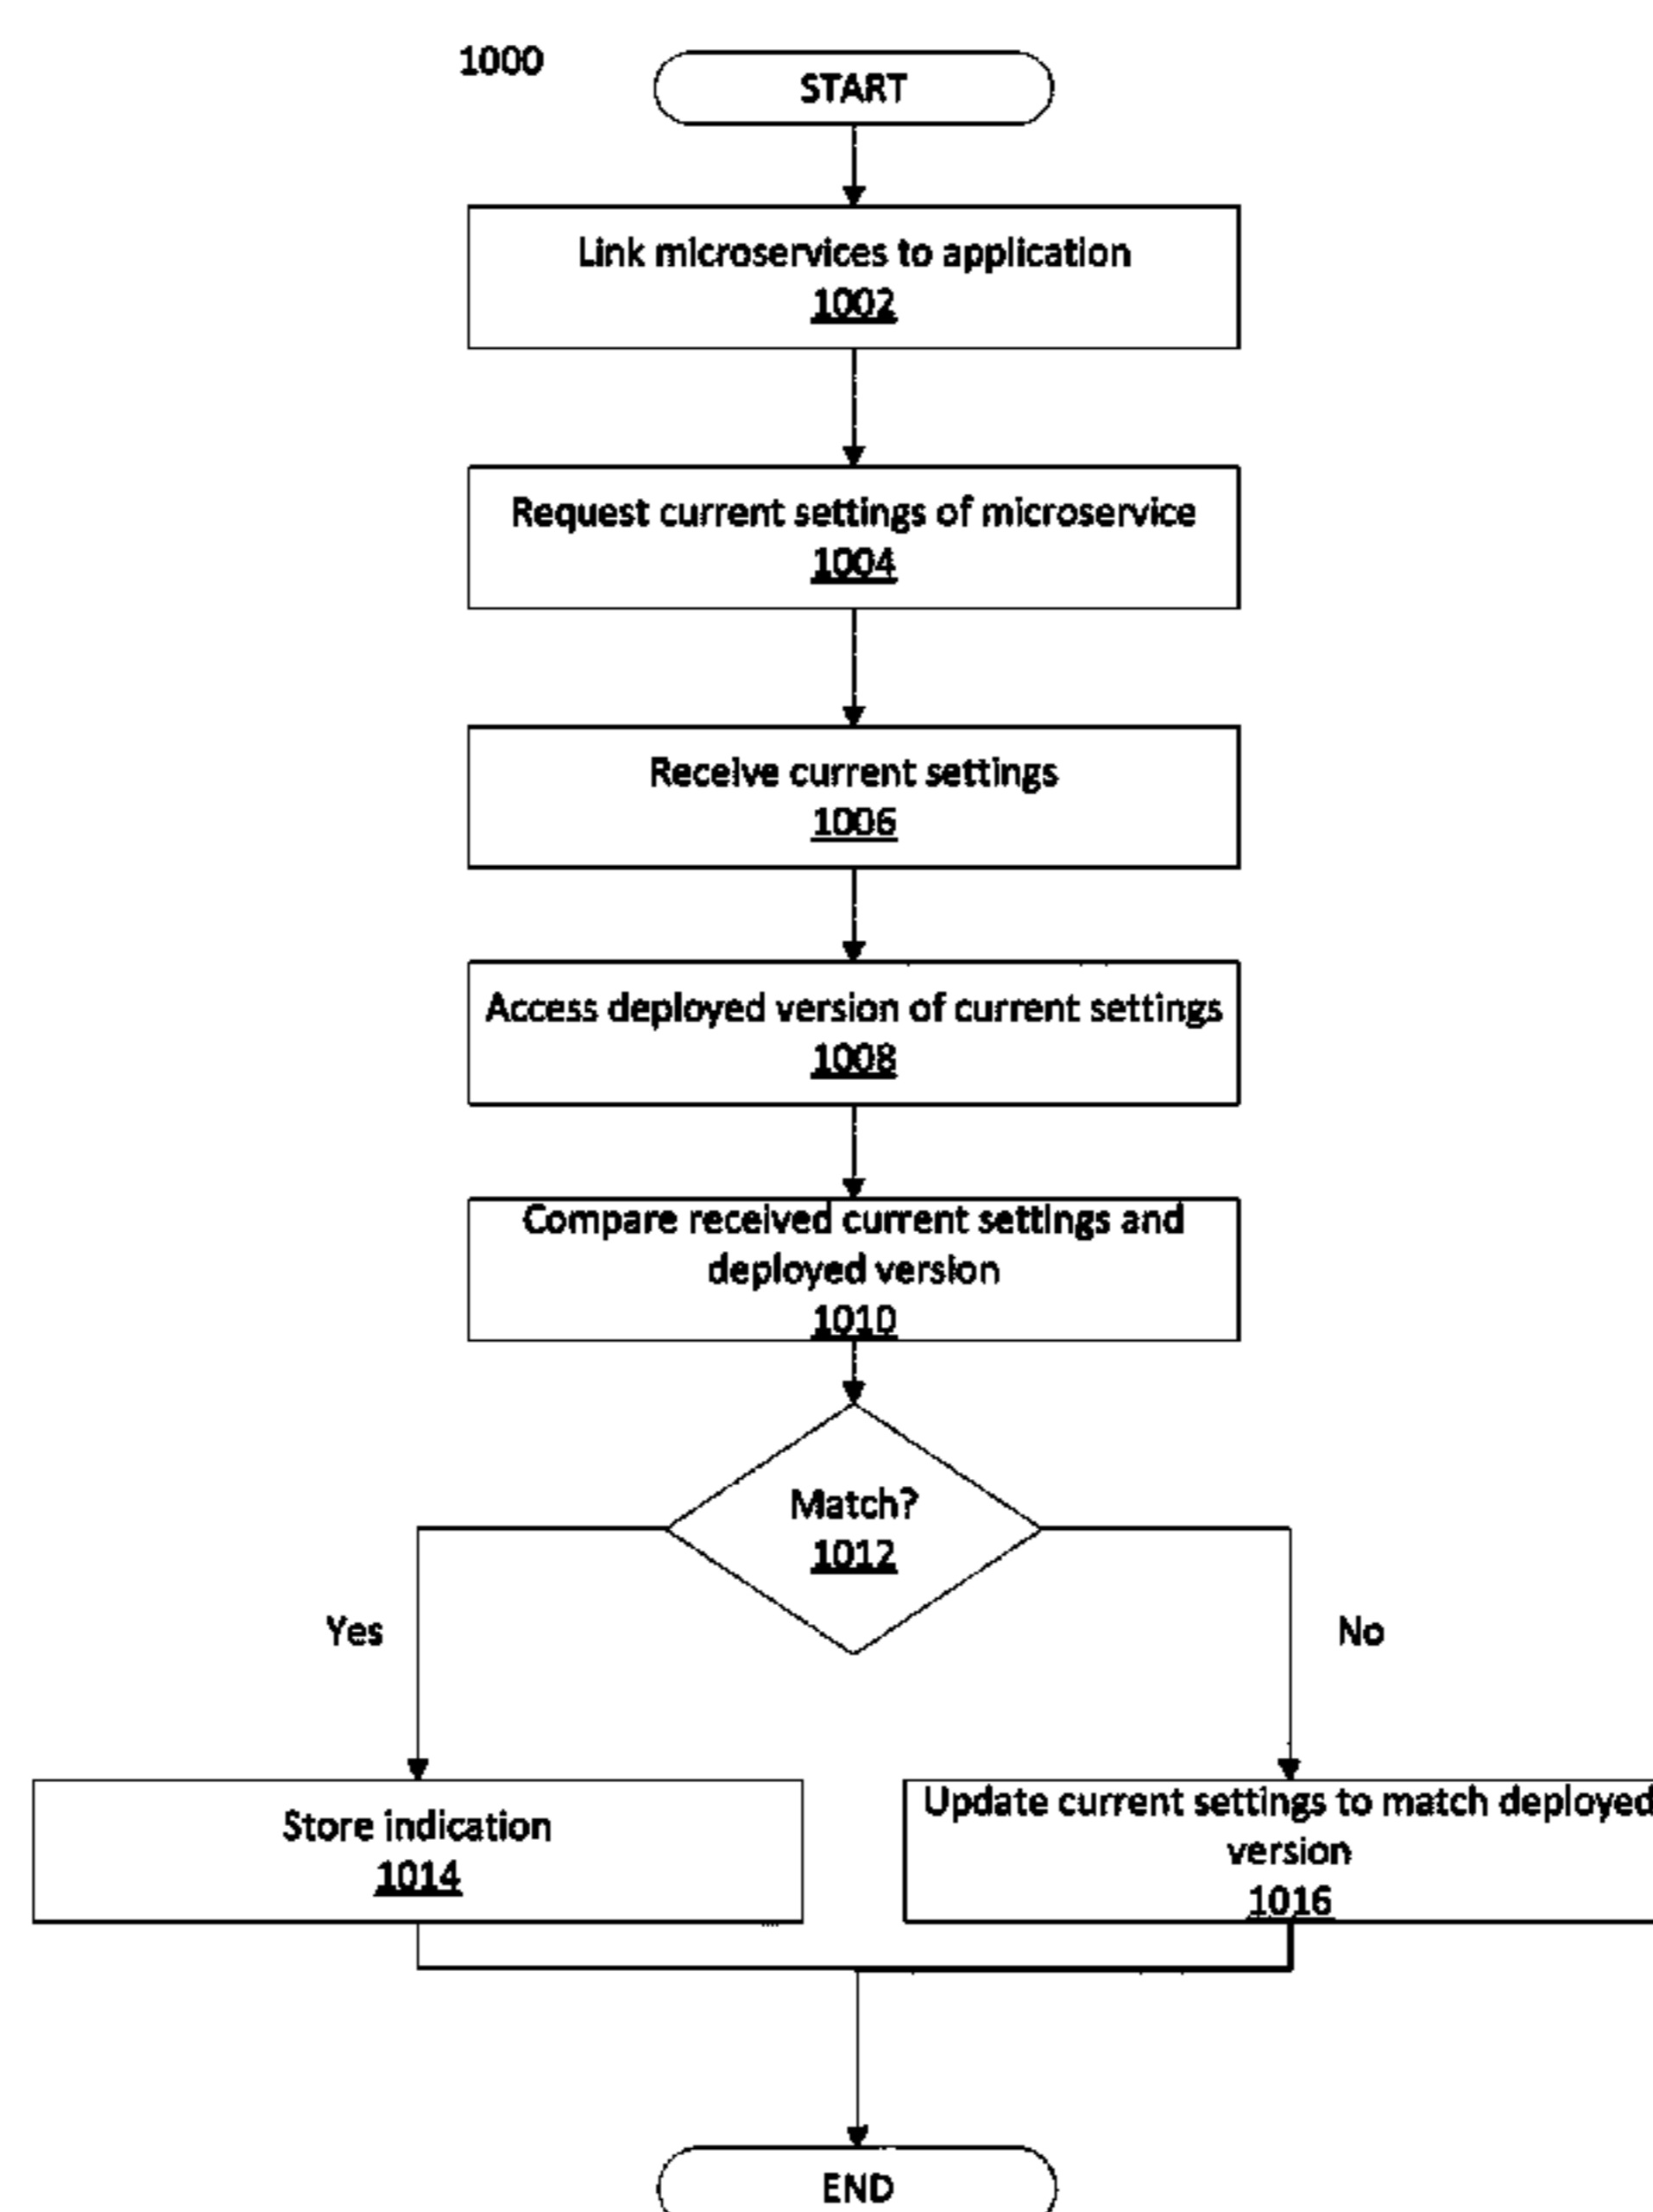 1000
START
Link microservices to application
1002
Request current settings of microservice
1004
Receive current settings
1006
Access deployed version of current settings
1008
Compare received current settings and
deployed version
1010
Match?
1012
Yes
No
Store indication
1014
Update current settings to match deployed
version
1016
END